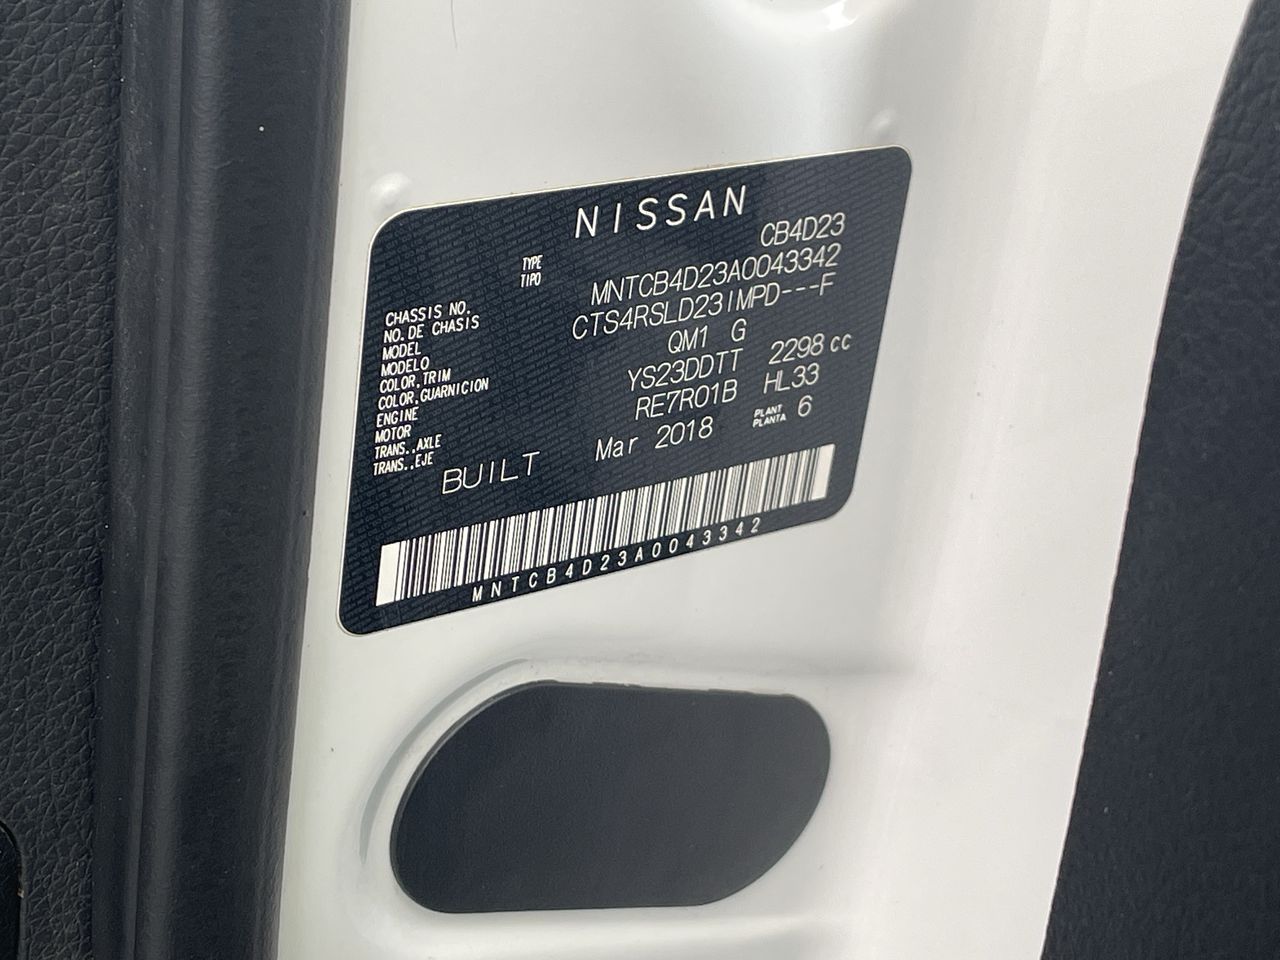 NISSAN
TYPE CB4D23
TIPO
CHASSIS NO. MNTCB4D23A0043342
NO. DE CHASIS
MODEL CTS4RSLD23IMPD---F
MODELO
COLOR, TRIM QM1 G
COLOR, GUARNICION
ENGINE YS23DDTT 2298 cc
MOTOR
TRANS., AXLE RE7R01B HL33
TRANS., EJE
BUILT Mar 2018 PLANT 6
PLANTA
MNTCB4D23A0043342